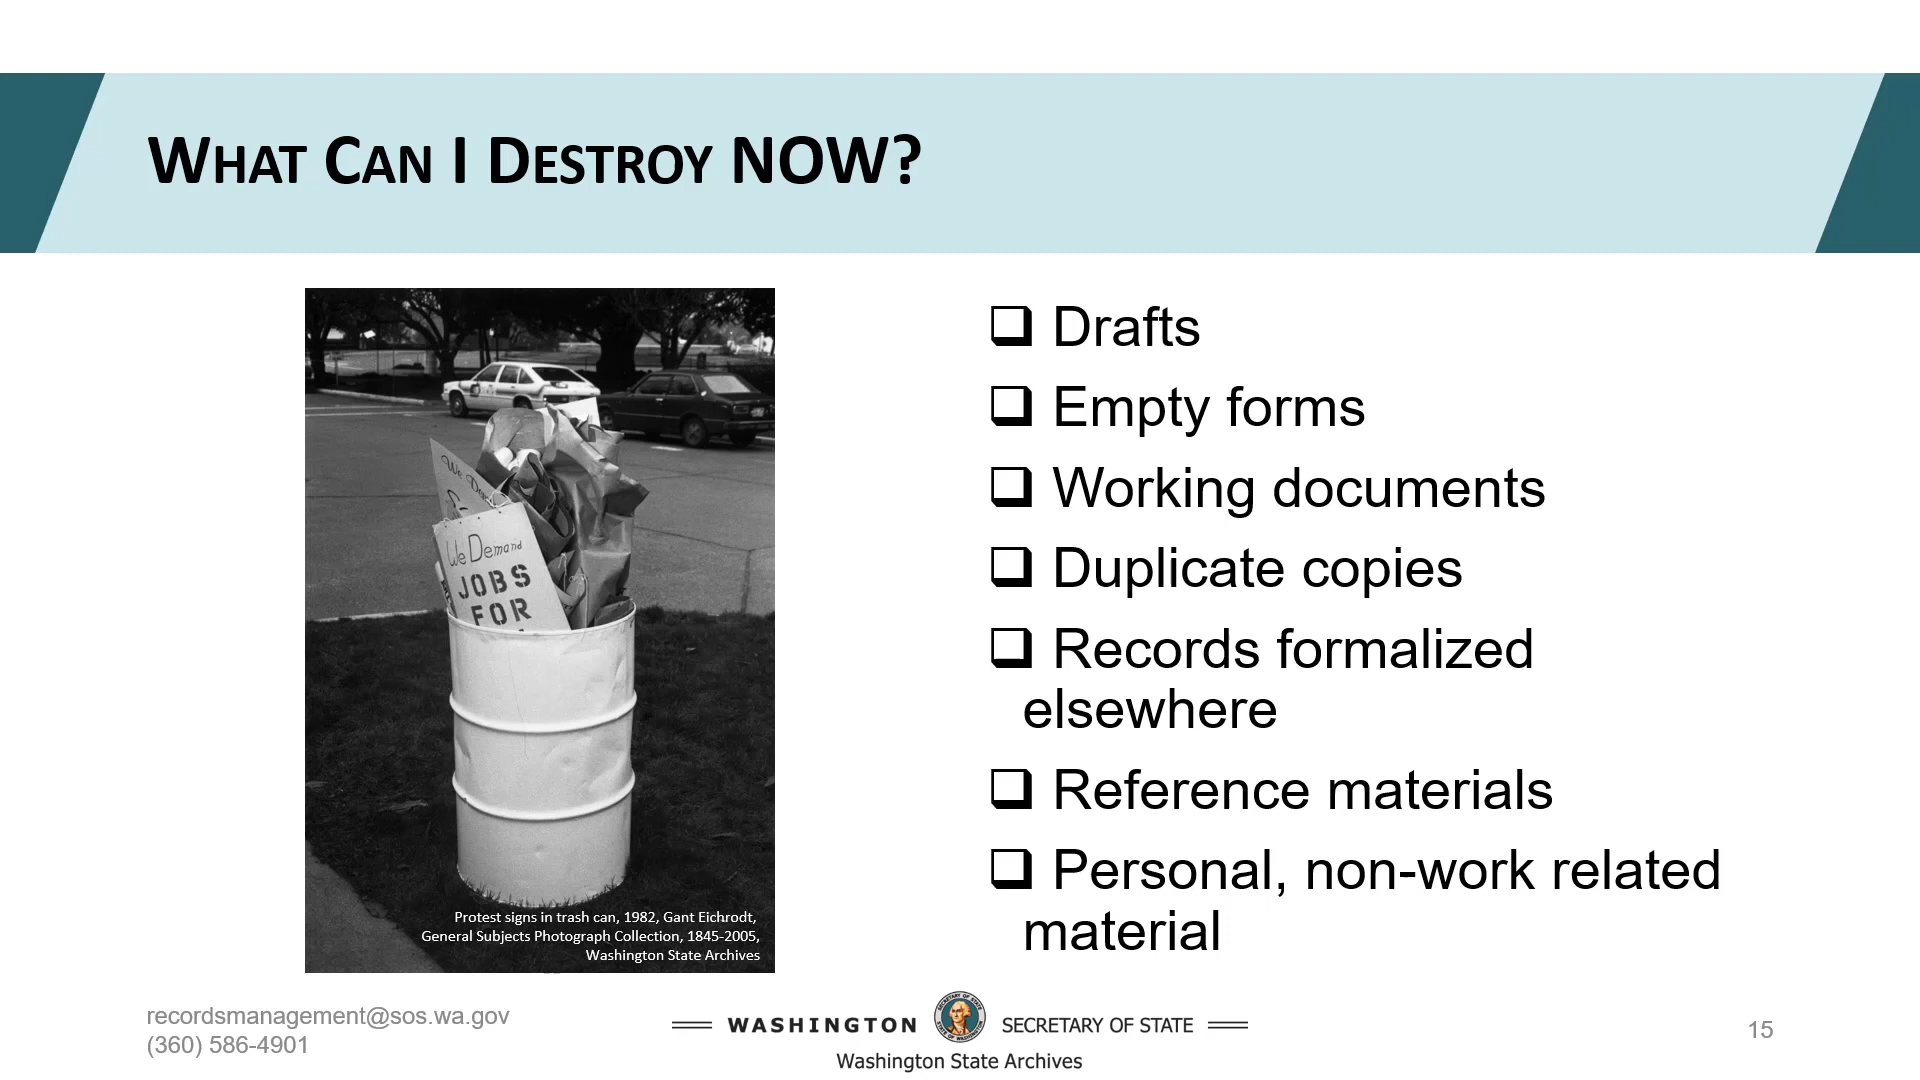 WHAT CAN I DESTROY NOW?
We Demand
JOBS
FOR
Protest signs in trash can, 1982, Gant Eichrodt,
General Subjects Photograph Collection, 1845-2005,
Washington State Archives
❑ Drafts
❑ Empty forms
❑ Working documents
❑ Duplicate copies
❑ Records formalized
elsewhere
❑ Reference materials
❑ Personal, non-work related
material
recordsmanagement@sos.wa.gov
(360) 586-4901
WASHINGTON SECRETARY OF STATE
Washington State Archives
15